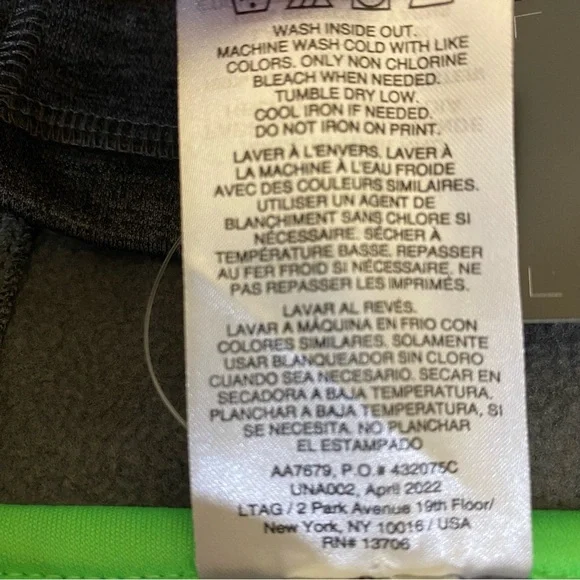 WASH INSIDE OUT.
MACHINE WASH COLD WITH LIKE
COLORS. ONLY NON CHLORINE
BLEACH WHEN NEEDED.
TUMBLE DRY LOW.
COOL IRON IF NEEDED.
DO NOT IRON ON PRINT.
LAVER À L'ENVERS. LAVER À
LA MACHINE À L'EAU FROIDE
AVEC DES COULEURS SIMILAIRES.
UTILISER UN AGENT DE
BLANCHIMENT SANS CHLORE SI
NÉCESSAIRE. SÉCHER À
TEMPÉRATURE BASSE. REPASSER
AU FER FROID SI NÉCESSAIRE. NE
PAS REPASSER LES IMPRIMÉS.
LAVAR AL REVÉS.
LAVAR A MÁQUINA EN FRIO CON
COLORES SIMILARES. SOLAMENTE
USAR BLANQUEADOR SIN CLORO
CUANDO SEA NECESARIO. SECAR EN
SECADORA A BAJA TEMPERATURA.
PLANCHAR A BAJA TEMPERATURA, SI
SE NECESITA. NO PLANCHAR
EL ESTAMPADO
AA7679, P.O.# 432075C
UNA002, April 2022
LTAG / 2 Park Avenue 19th Floor/
New York, NY 10016 / USA
RN# 13706